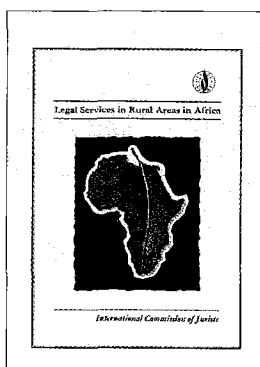 Legal Services in Rural Areas in Africa
International Commission of Jurists